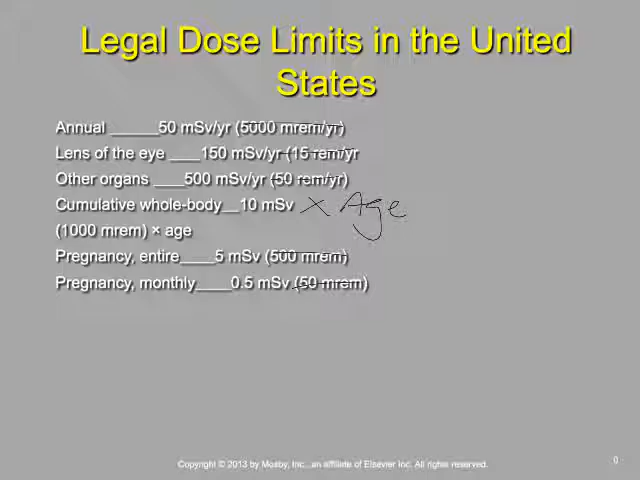 Legal Dose Limits in the United
States
Annual ______50 mSv/yr (5000 mrem/yr)
Lens of the eye ____150 mSv/yr (15 rem/yr
Other organs ____500 mSv/yr (50 rem/yr)
Cumulative whole-body__10 mSv × Age
(1000 mrem) × age
Pregnancy, entire____5 mSv (500 mrem)
Pregnancy, monthly____0.5 mSv (50 mrem)
Copyright © 2013 by Mosby, Inc., an affiliate of Elsevier Inc. All rights reserved.
0